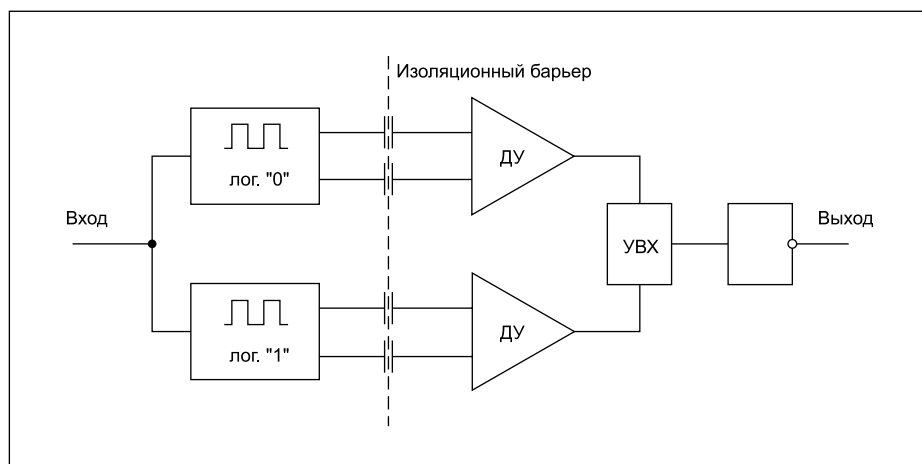 Изоляционный барьер
лог. "0"
ДУ
Вход
УВХ
Выход
лог. "1"
ДУ